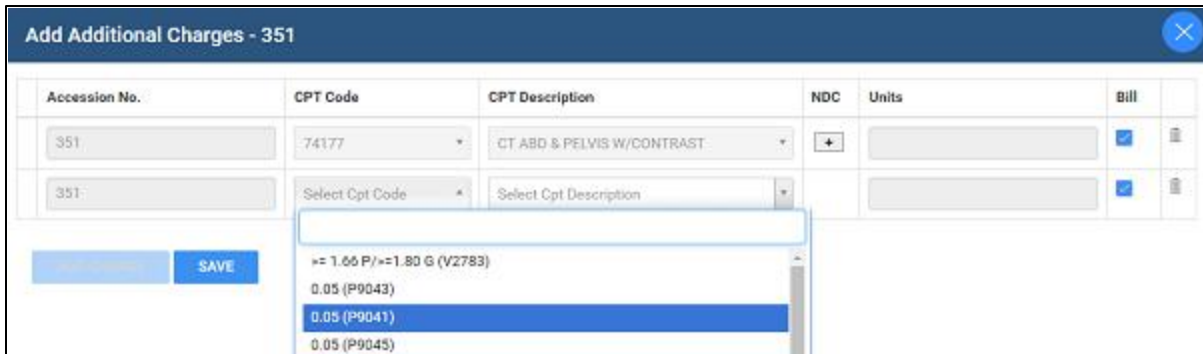 Add Additional Charges - 351
Accession No. CPT Code CPT Description NDC Units Bill
351 74177 CT ABD & PELVIS W/CONTRAST +
351 Select Cpt Code Select Cpt Description
SAVE
>= 1.66 P/>=1.80 G (V2783)
0.05 (P9043)
0.05 (P9041)
0.05 (P9045)